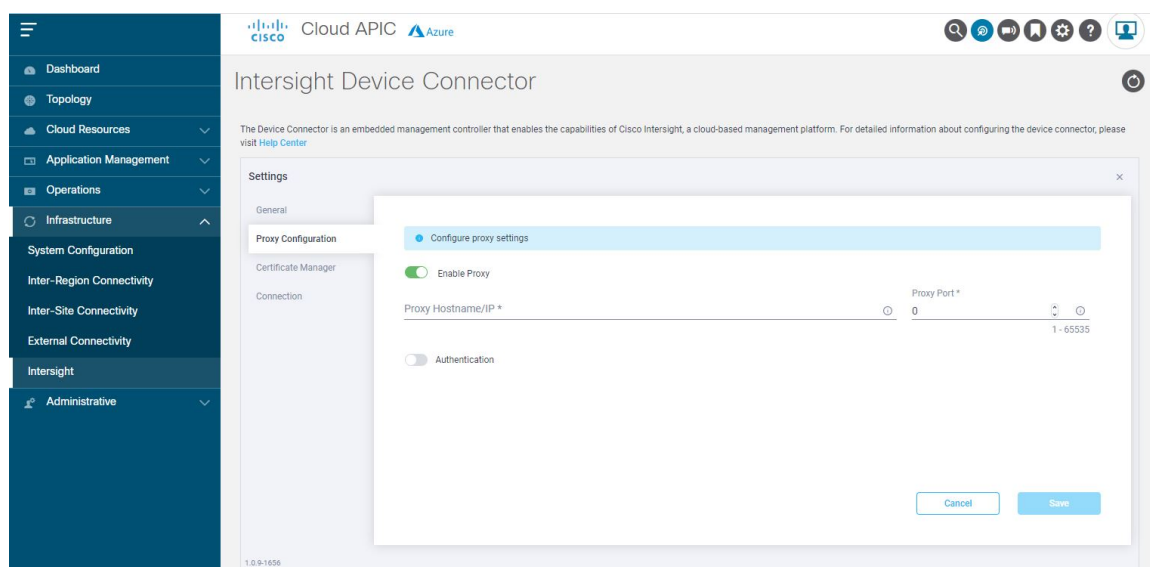 CISCO
Cloud APIC
Azure
Dashboard
Topology
Cloud Resources
Application Management
Operations
Infrastructure
System Configuration
Inter-Region Connectivity
Inter-Site Connectivity
External Connectivity
Intersight
Administrative
Intersight Device Connector
The Device Connector is an embedded management controller that enables the capabilities of Cisco Intersight, a cloud-based management platform. For detailed information about configuring the device connector, please
visit Help Center
Settings
General
Proxy Configuration
Certificate Manager
Connection
Configure proxy settings
Enable Proxy
Proxy Hostname/IP *
Proxy Port *
0
1 - 65535
Authentication
Cancel
Save
1.0.9-1656